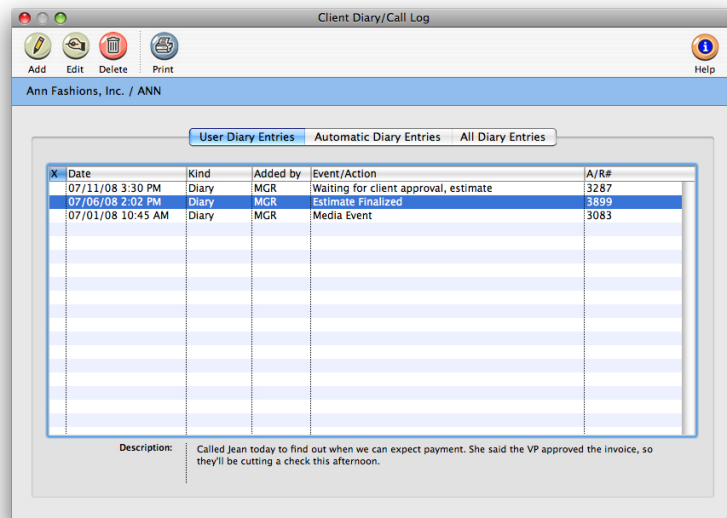 Client Diary/Call Log
Add Edit Delete Print Help
Ann Fashions, Inc. / ANN
User Diary Entries Automatic Diary Entries All Diary Entries
X Date Kind Added by Event/Action A/R#
07/11/08 3:30 PM Diary MGR Waiting for client approval, estimate 3287
07/06/08 2:02 PM Diary MGR Estimate Finalized 3899
07/01/08 10:45 AM Diary MGR Media Event 3083
Description: Called Jean today to find out when we can expect payment. She said the VP approved the invoice, so
they'll be cutting a check this afternoon.